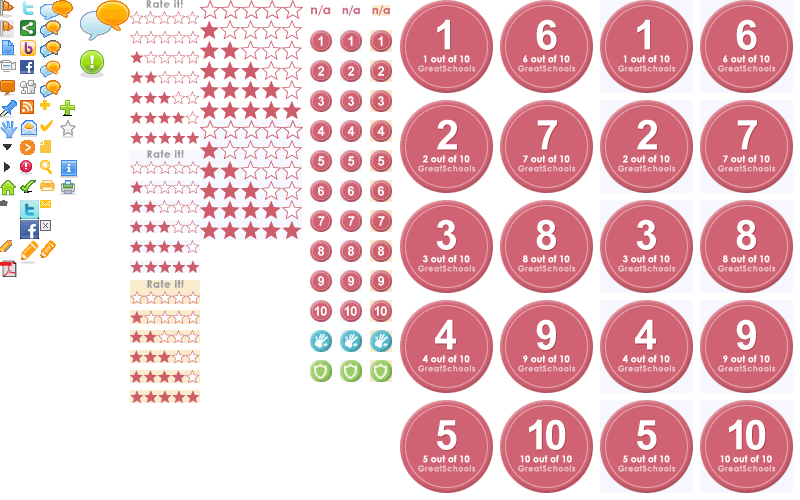 Rate it!
Rate it!
Rate it!
n/a n/a n/a
1 1 1
2 2 2
3 3 3
4 4 4
5 5 5
6 6 6
7 7 7
8 8 8
9 9 9
10 10 10
1 6 1 6
1 out of 10 6 out of 10 1 out of 10 6 out of 10
GreatSchools GreatSchools GreatSchools GreatSchools
2 7 2 7
2 out of 10 7 out of 10 2 out of 10 7 out of 10
GreatSchools GreatSchools GreatSchools GreatSchools
3 8 3 8
3 out of 10 8 out of 10 3 out of 10 8 out of 10
GreatSchools GreatSchools GreatSchools GreatSchools
4 9 4 9
4 out of 10 9 out of 10 4 out of 10 9 out of 10
GreatSchools GreatSchools GreatSchools GreatSchools
5 10 5 10
5 out of 10 10 out of 10 5 out of 10 10 out of 10
GreatSchools GreatSchools GreatSchools GreatSchools